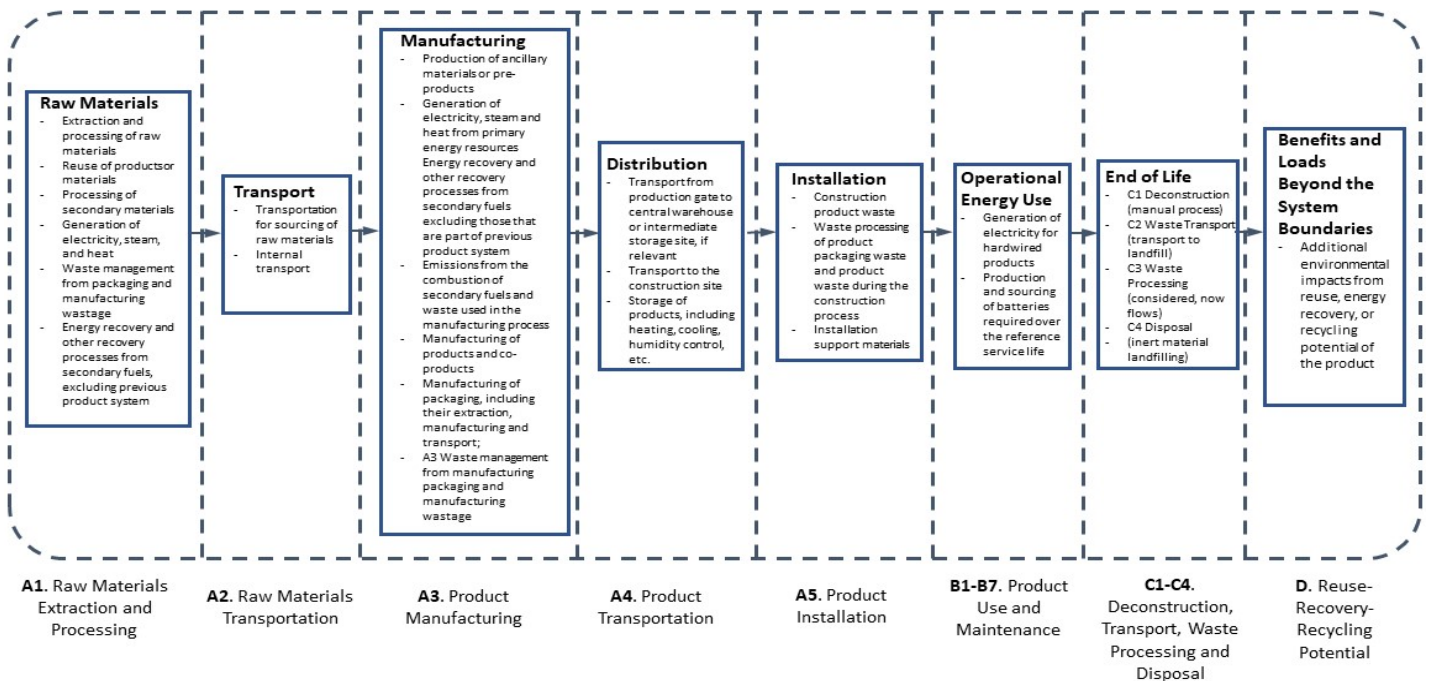 Raw Materials
- Extraction and
processing of raw
materials
- Reuse of productsor
materials
- Processing of
secondary materials
- Generation of
electricity, steam,
and heat
- Waste management
from packaging and
manufacturing
wastage
- Energy recovery and
other recovery
processes from
secondary fuels,
excluding previous
product system
Transport
- Transportation
for sourcing of
raw materials
- Internal
transport
Manufacturing
- Production of ancillary
materials or pre-
products
- Generation of
electricity, steam and
heat from primary
energy resources
Energy recovery and
other recovery
processes from
secondary fuels
excluding those that
are part of previous
product system
- Emissions from the
combustion of
secondary fuels and
waste used in the
manufacturing process
- Manufacturing of
products and co-
products
- Manufacturing of
packaging, including
their extraction,
manufacturing and
transport;
- A3 Waste management
from manufacturing
packaging and
manufacturing
wastage
Distribution
- Transport from
production gate to
central warehouse
or intermediate
storage site, if
relevant
- Transport to the
construction site
- Storage of
products, including
heating, cooling,
humidity control,
etc.
Installation
- Construction
product waste
- Waste processing
of product
packaging waste
and product
waste during the
construction
process
- Installation
support materials
Operational
Energy Use
- Generation of
electricity for
hardwired
products
- Production
and sourcing
of batteries
required over
the reference
service life
End of Life
- C1 Deconstruction
(manual process)
- C2 Waste Transport
(transport to
landfill)
- C3 Waste
Processing
(considered, now
flows)
- C4 Disposal
- (inert material
landfilling)
Benefits and
Loads
Beyond the
System
Boundaries
- Additional
environmental
impacts from
reuse, energy
recovery, or
recycling
potential of
the product
A1. Raw Materials
Extraction and
Processing
A2. Raw Materials
Transportation
A3. Product
Manufacturing
A4. Product
Transportation
A5. Product
Installation
B1-B7. Product
Use and
Maintenance
C1-C4.
Deconstruction,
Transport, Waste
Processing and
Disposal
D. Reuse-
Recovery-
Recycling
Potential